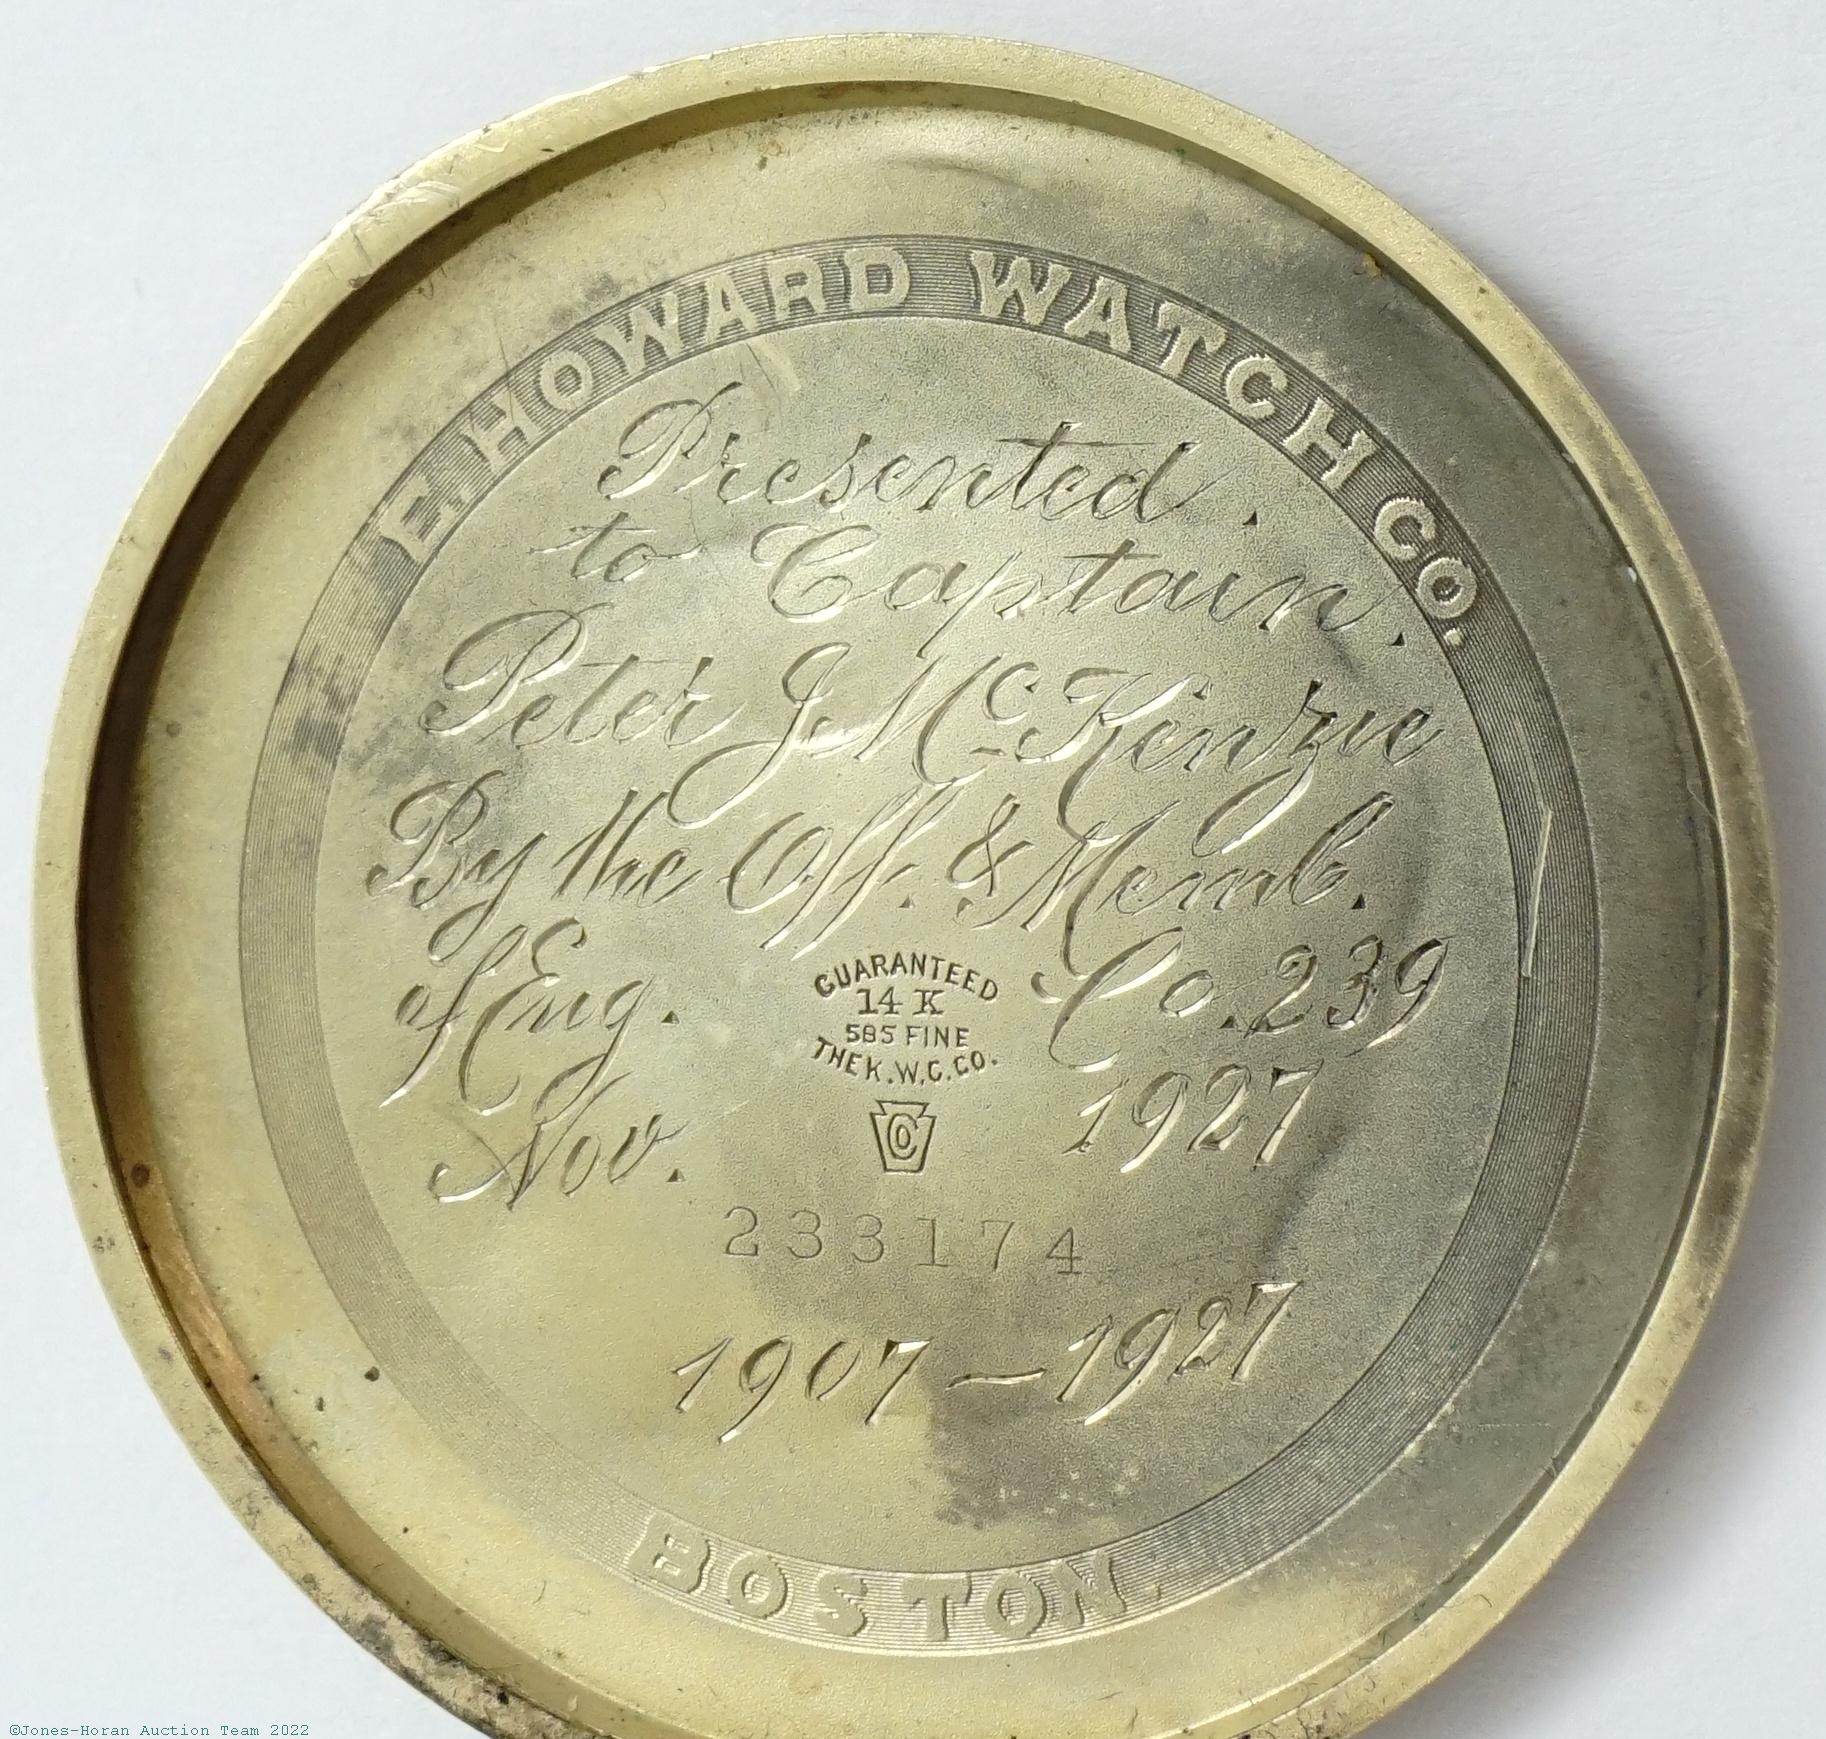 E. HOWARD WATCH CO.
Presented
to Captain.
Peter J. McKenzie
By the Off. & Memb.
of Eng. Co. 239
GUARANTEED
14 K
585 FINE
THE K.W.C.CO.
Nov. 1927
CO
233174
1907 — 1927
BOSTON
©Jones-Horan Auction Team 2022